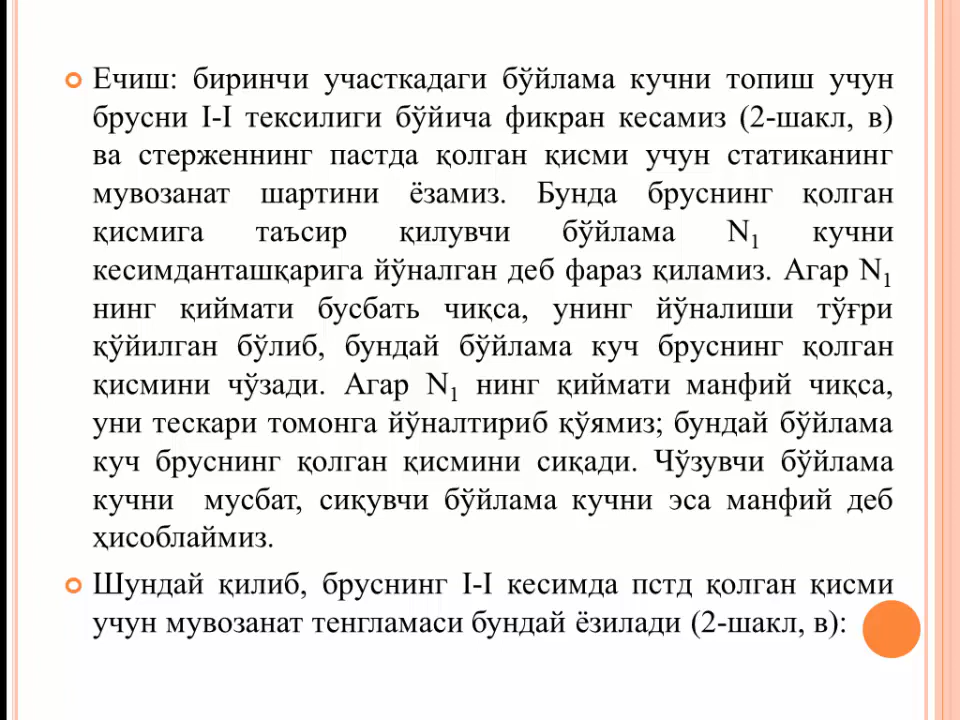 Ечиш: биринчи участкадаги бўйлама кучни топиш учун
брусни I-I тексилиги бўйича фикран кесамиз (2-шакл, в)
ва стерженнинг пастда қолган қисми учун статиканинг
мувозанат шартини ёзамиз. Бунда бруснинг қолган
қисмига таъсир қилувчи бўйлама N₁ кучни
кесимданташқарига йўналган деб фараз қиламиз. Агар N₁
нинг қиймати бусбать чиқса, унинг йўналиши тўғри
қўйилган бўлиб, бундай бўйлама куч бруснинг қолган
қисмини чўзади. Агар N₁ нинг қиймати манфий чиқса,
уни тескари томонга йўналтириб қўямиз; бундай бўйлама
куч бруснинг қолган қисмини сиқади. Чўзувчи бўйлама
кучни мусбат, сиқувчи бўйлама кучни эса манфий деб
ҳисоблаймиз.
Шундай қилиб, бруснинг I-I кесимда пстд қолган қисми
учун мувозанат тенгламаси бундай ёзилади (2-шакл, в):